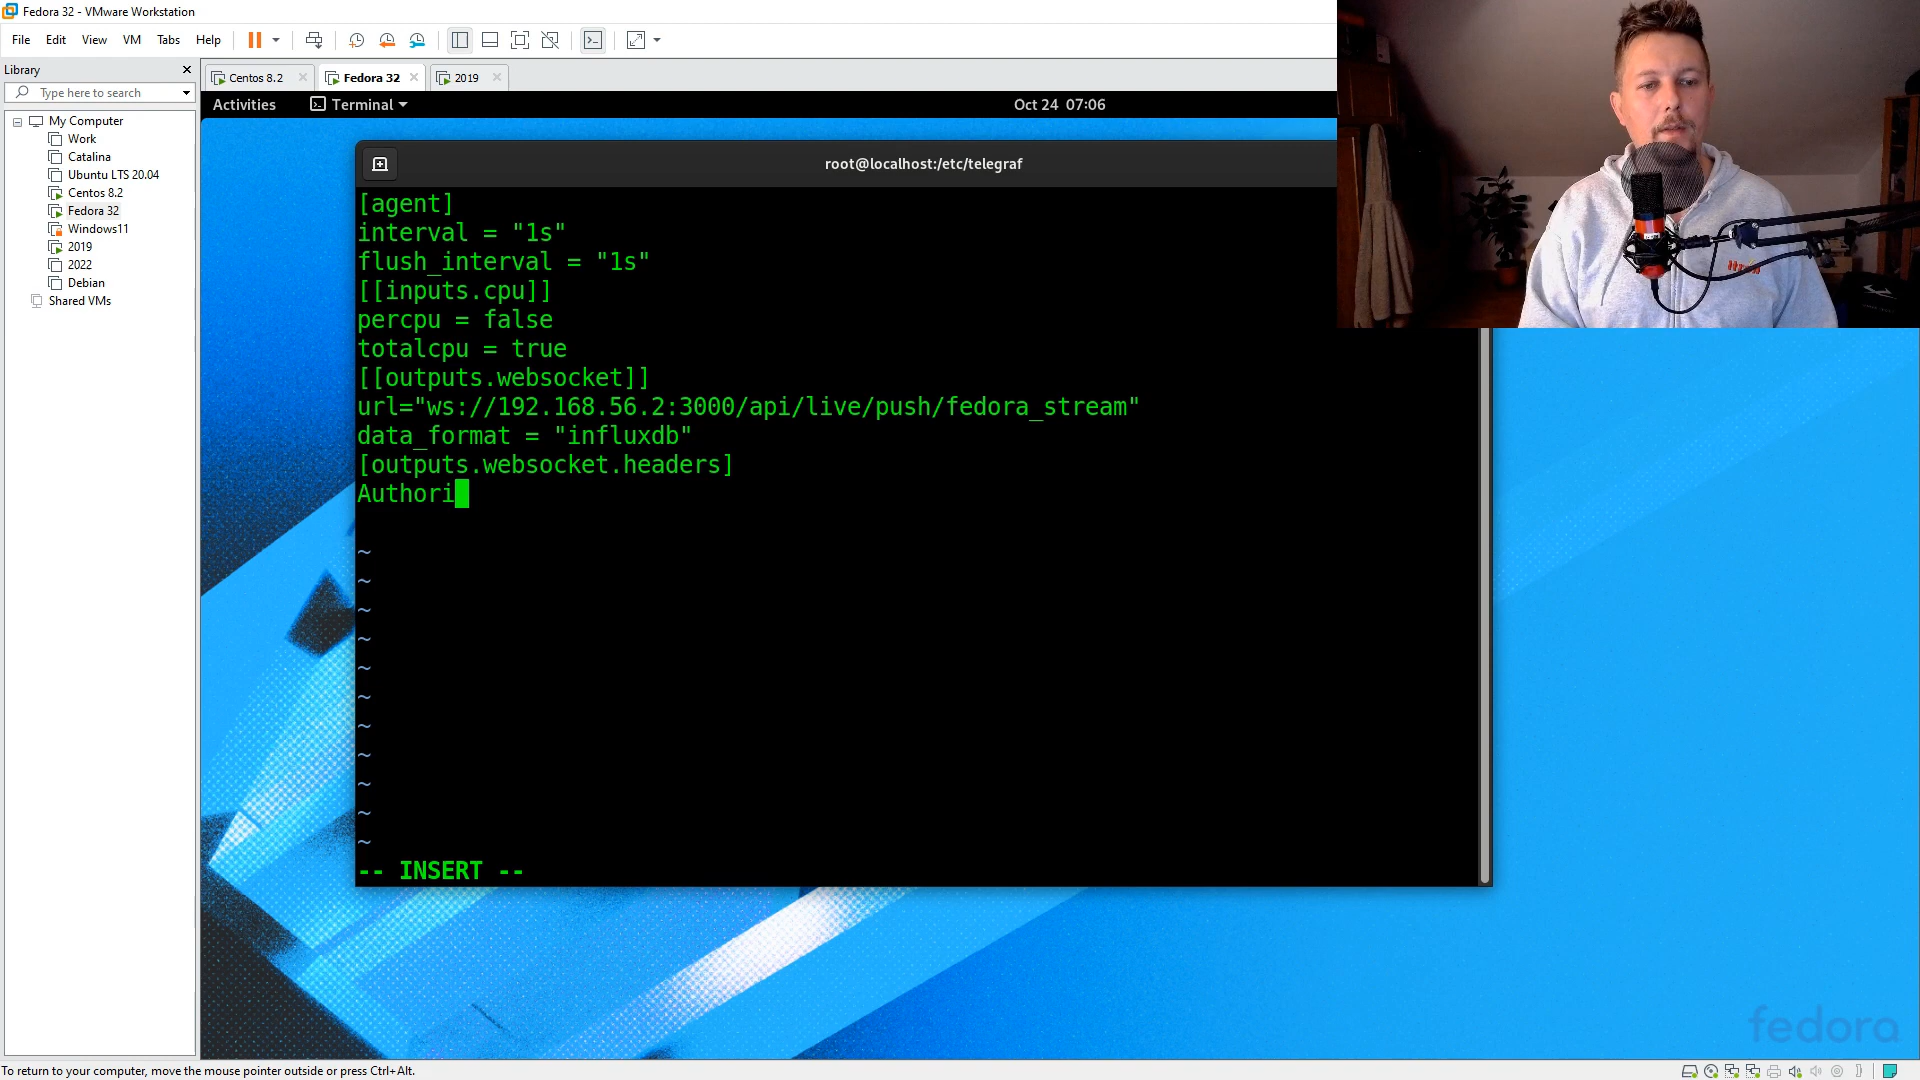 Fedora 32 - VMware Workstation
File Edit View VM Tabs Help
Library
Type here to search
My Computer
Work
Catalina
Ubuntu LTS 20.04
Centos 8.2
Fedora 32
Windows11
2019
2022
Debian
Shared VMs
Centos 8.2 Fedora 32 2019
Activities Terminal Oct 24 07:06
root@localhost:/etc/telegraf
[agent]
interval = "1s"
flush_interval = "1s"
[[inputs.cpu]]
percpu = false
totalcpu = true
[[outputs.websocket]]
url="ws://192.168.56.2:3000/api/live/push/fedora_stream"
data_format = "influxdb"
[outputs.websocket.headers]
Authori
~
~
~
~
~
~
~
~
~
~
~
-- INSERT --
fedora
To return to your computer, move the mouse pointer outside or press Ctrl+Alt.